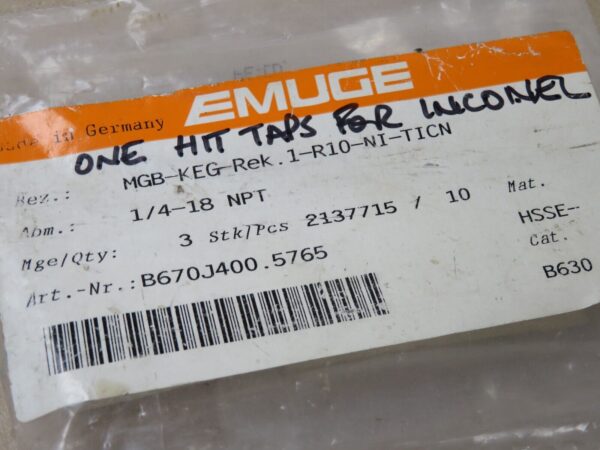 EMUGE
Made in Germany
ONE HIT TAPS FOR INCONEL
Bez.: MGB-KEG-Rek.1-R10-NI-TICN
Abm.: 1/4-18 NPT
Mge/Qty: 3 Stk/Pcs 2137715 / 10 Mat.
HSSE-
Art.-Nr.: B670J400.5765 Cat.
B630